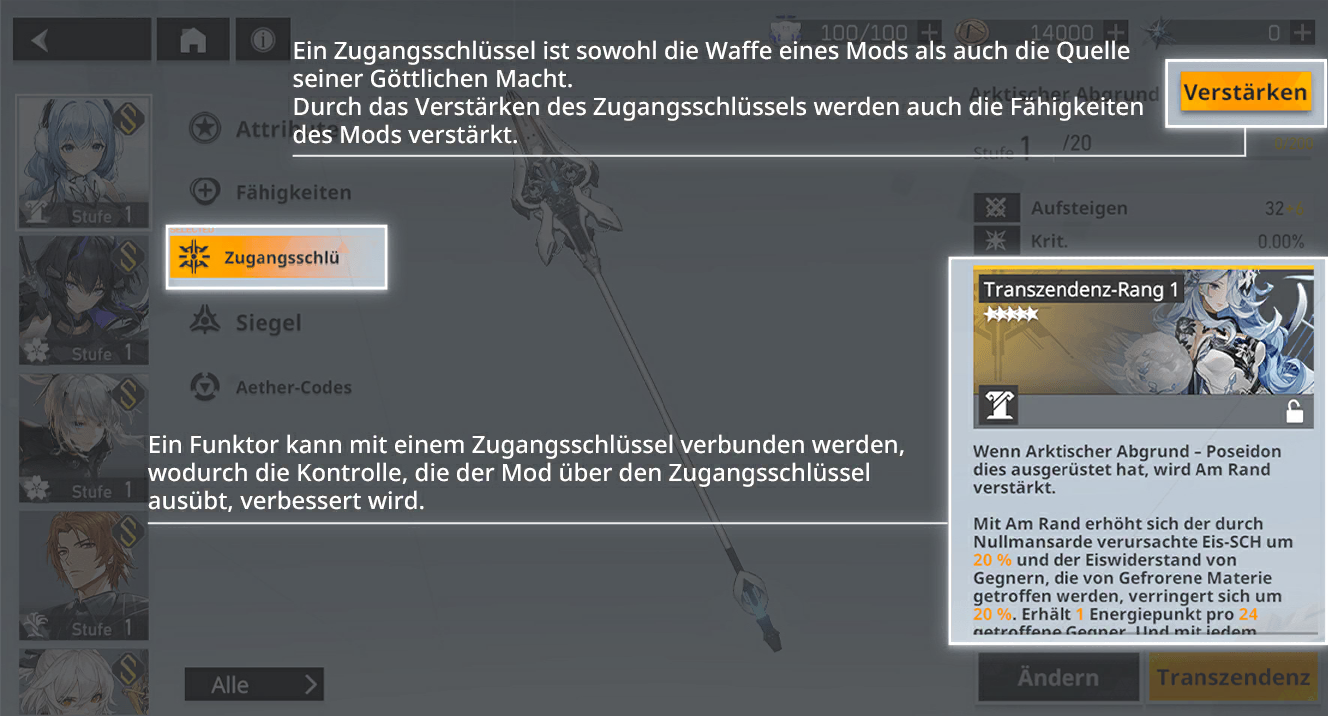 100/100
14000
0
Ein Zugangsschlüssel ist sowohl die Waffe eines Mods als auch die Quelle
seiner Göttlichen Macht.
Durch das Verstärken des Zugangsschlüssels werden auch die Fähigkeiten
des Mods verstärkt.
Arktischer Abgrund
Verstärken
Stufe 1 /20
Attribute
Fähigkeiten
Zugangsschlü
Siegel
Aether-Codes
Stufe 1
Stufe 1
Stufe 1
Stufe 1
Aufsteigen 32
Krit. 0.00%
Transzendenz-Rang 1
Ein Funktor kann mit einem Zugangsschlüssel verbunden werden,
wodurch die Kontrolle, die der Mod über den Zugangsschlüssel
ausübt, verbessert wird.
Wenn Arktischer Abgrund – Poseidon
dies ausgerüstet hat, wird Am Rand
verstärkt.
Mit Am Rand erhöht sich der durch
Nullmansarde verursachte Eis-SCH um
20 % und der Eiswiderstand von
Gegnern, die von Gefrorene Materie
getroffen werden, verringert sich um
20 %. Erhält 1 Energiepunkt pro 24
getroffene Gegner. Und mit jedem
Alle
Ändern
Transzendenz